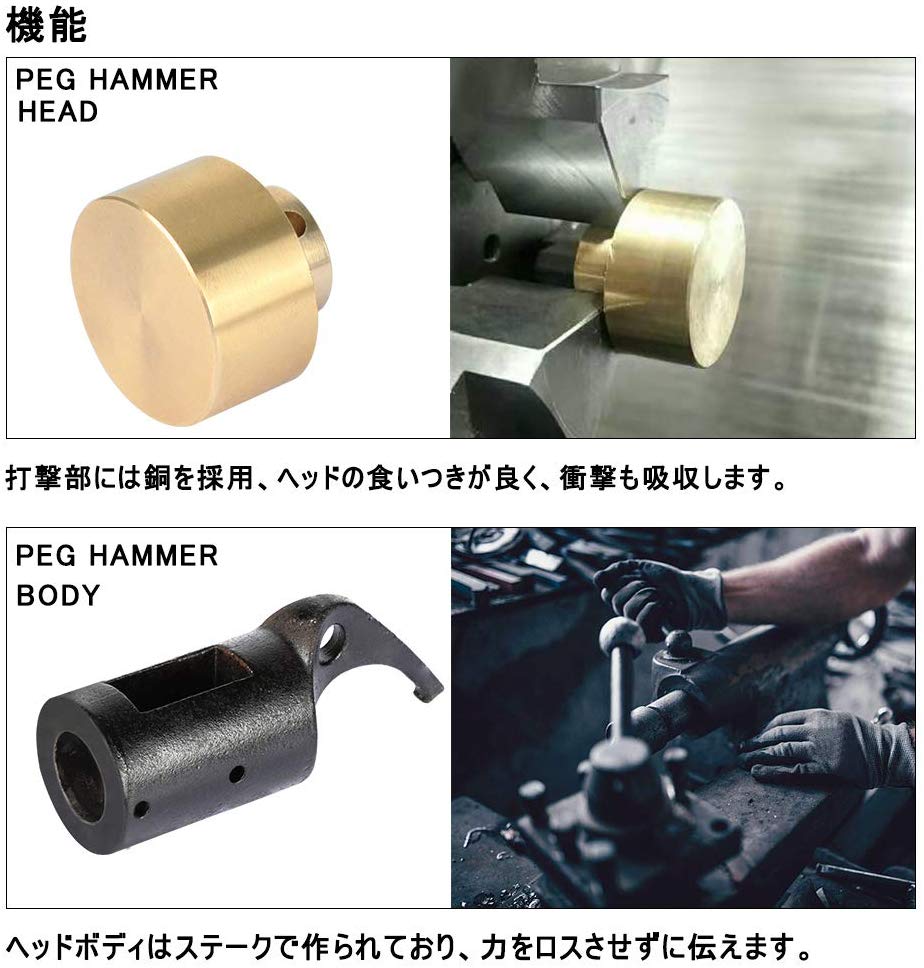 機能
PEG HAMMER
HEAD
打撃部には銅を採用、ヘッドの食いつきが良く、衝撃も吸収します。
PEG HAMMER
BODY
ヘッドボディはステークで作られており、力をロスさせずに伝えます。